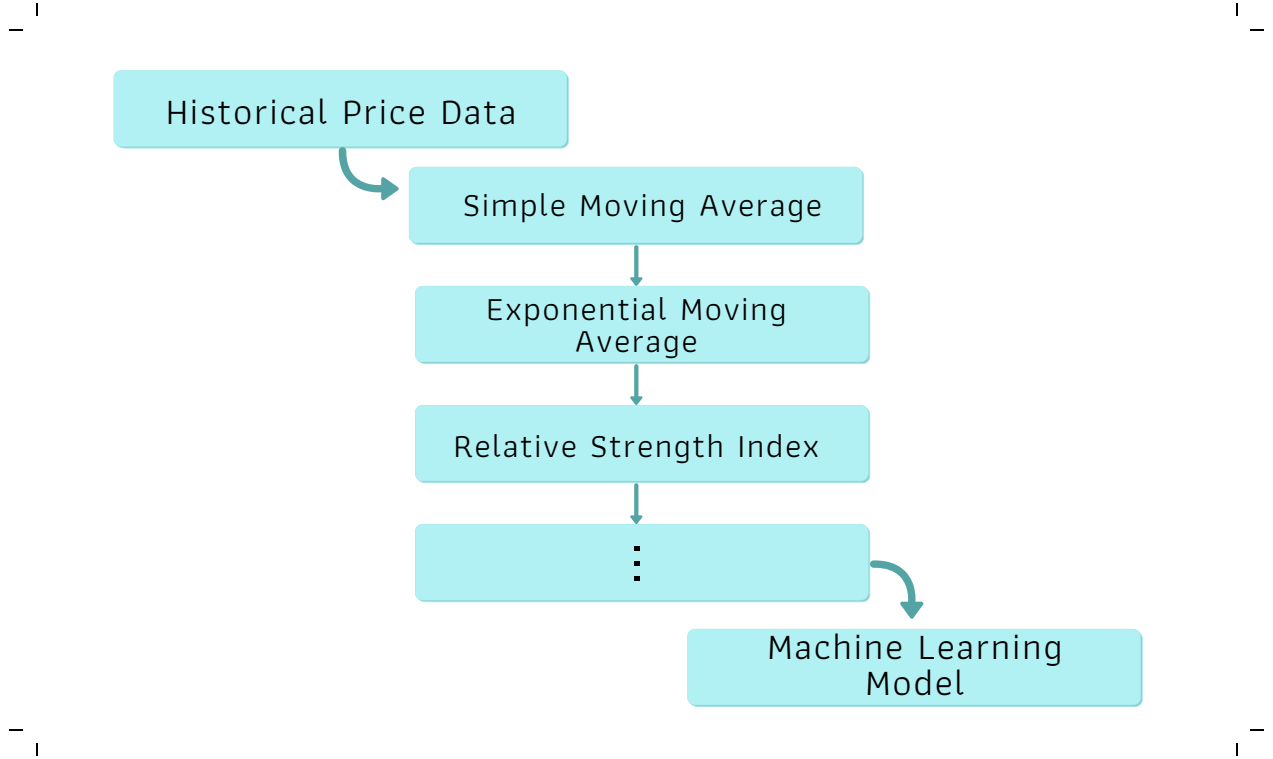 Historical Price Data
Simple Moving Average
Exponential Moving
Average
Relative Strength Index
⋮
Machine Learning
Model